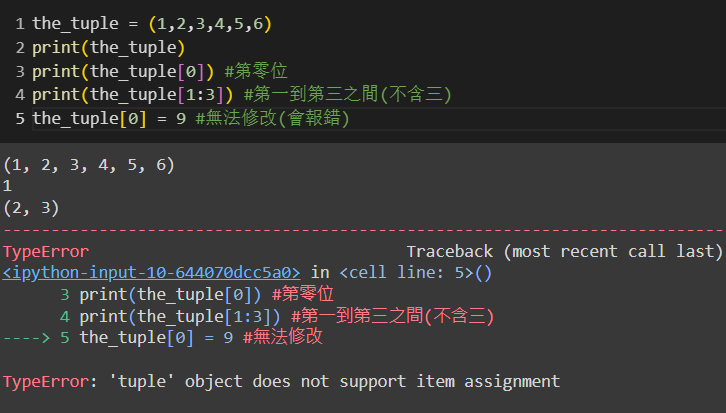 1 the_tuple = (1,2,3,4,5,6)
2 print(the_tuple)
3 print(the_tuple[0]) #第零位
4 print(the_tuple[1:3]) #第一到第三之間(不含三)
5 the_tuple[0] = 9 #無法修改(會報錯)
(1, 2, 3, 4, 5, 6)
1
(2, 3)
---------------------------------------------------------------------------
TypeError                                 Traceback (most recent call last)
<ipython-input-10-644070dcc5a0> in <cell line: 5>()
      3 print(the_tuple[0]) #第零位
      4 print(the_tuple[1:3]) #第一到第三之間(不含三)
----> 5 the_tuple[0] = 9 #無法修改
TypeError: 'tuple' object does not support item assignment